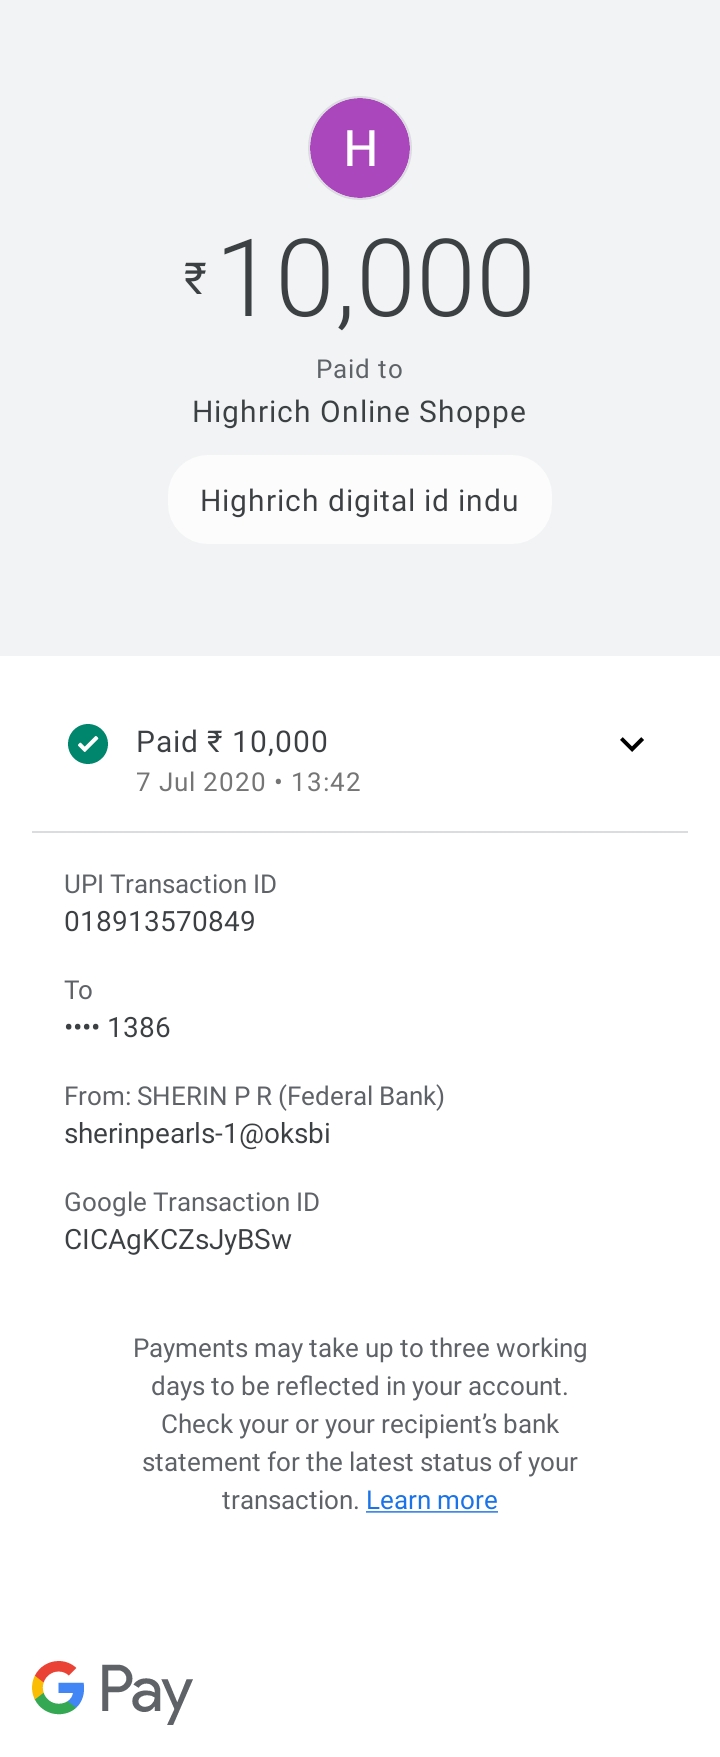 H
₹10,000
Paid to
Highrich Online Shoppe
Highrich digital id indu
Paid ₹ 10,000
7 Jul 2020 • 13:42
UPI Transaction ID
018913570849
To
•••• 1386
From: SHERIN P R (Federal Bank)
sherinpearls-1@oksbi
Google Transaction ID
CICAgKCZsJyBSw
Payments may take up to three working
days to be reflected in your account.
Check your or your recipient's bank
statement for the latest status of your
transaction. Learn more
G Pay